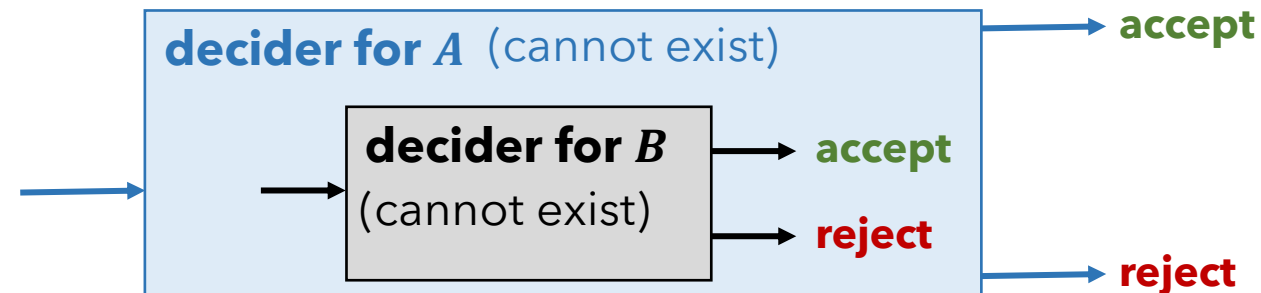 decider for A (cannot exist)
accept
decider for B
(cannot exist)
accept
reject
reject